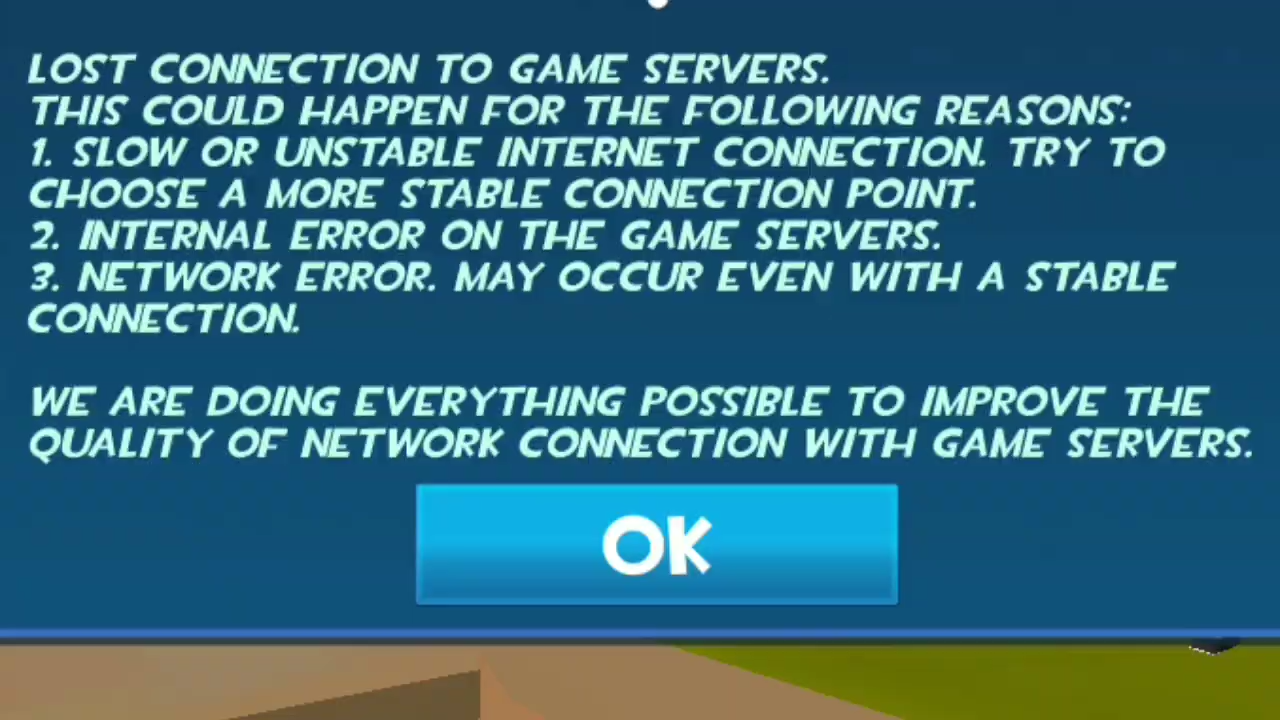 LOST CONNECTION TO GAME SERVERS.
THIS COULD HAPPEN FOR THE FOLLOWING REASONS:
1. SLOW OR UNSTABLE INTERNET CONNECTION. TRY TO
CHOOSE A MORE STABLE CONNECTION POINT.
2. INTERNAL ERROR ON THE GAME SERVERS.
3. NETWORK ERROR. MAY OCCUR EVEN WITH A STABLE
CONNECTION.
WE ARE DOING EVERYTHING POSSIBLE TO IMPROVE THE
QUALITY OF NETWORK CONNECTION WITH GAME SERVERS.
OK